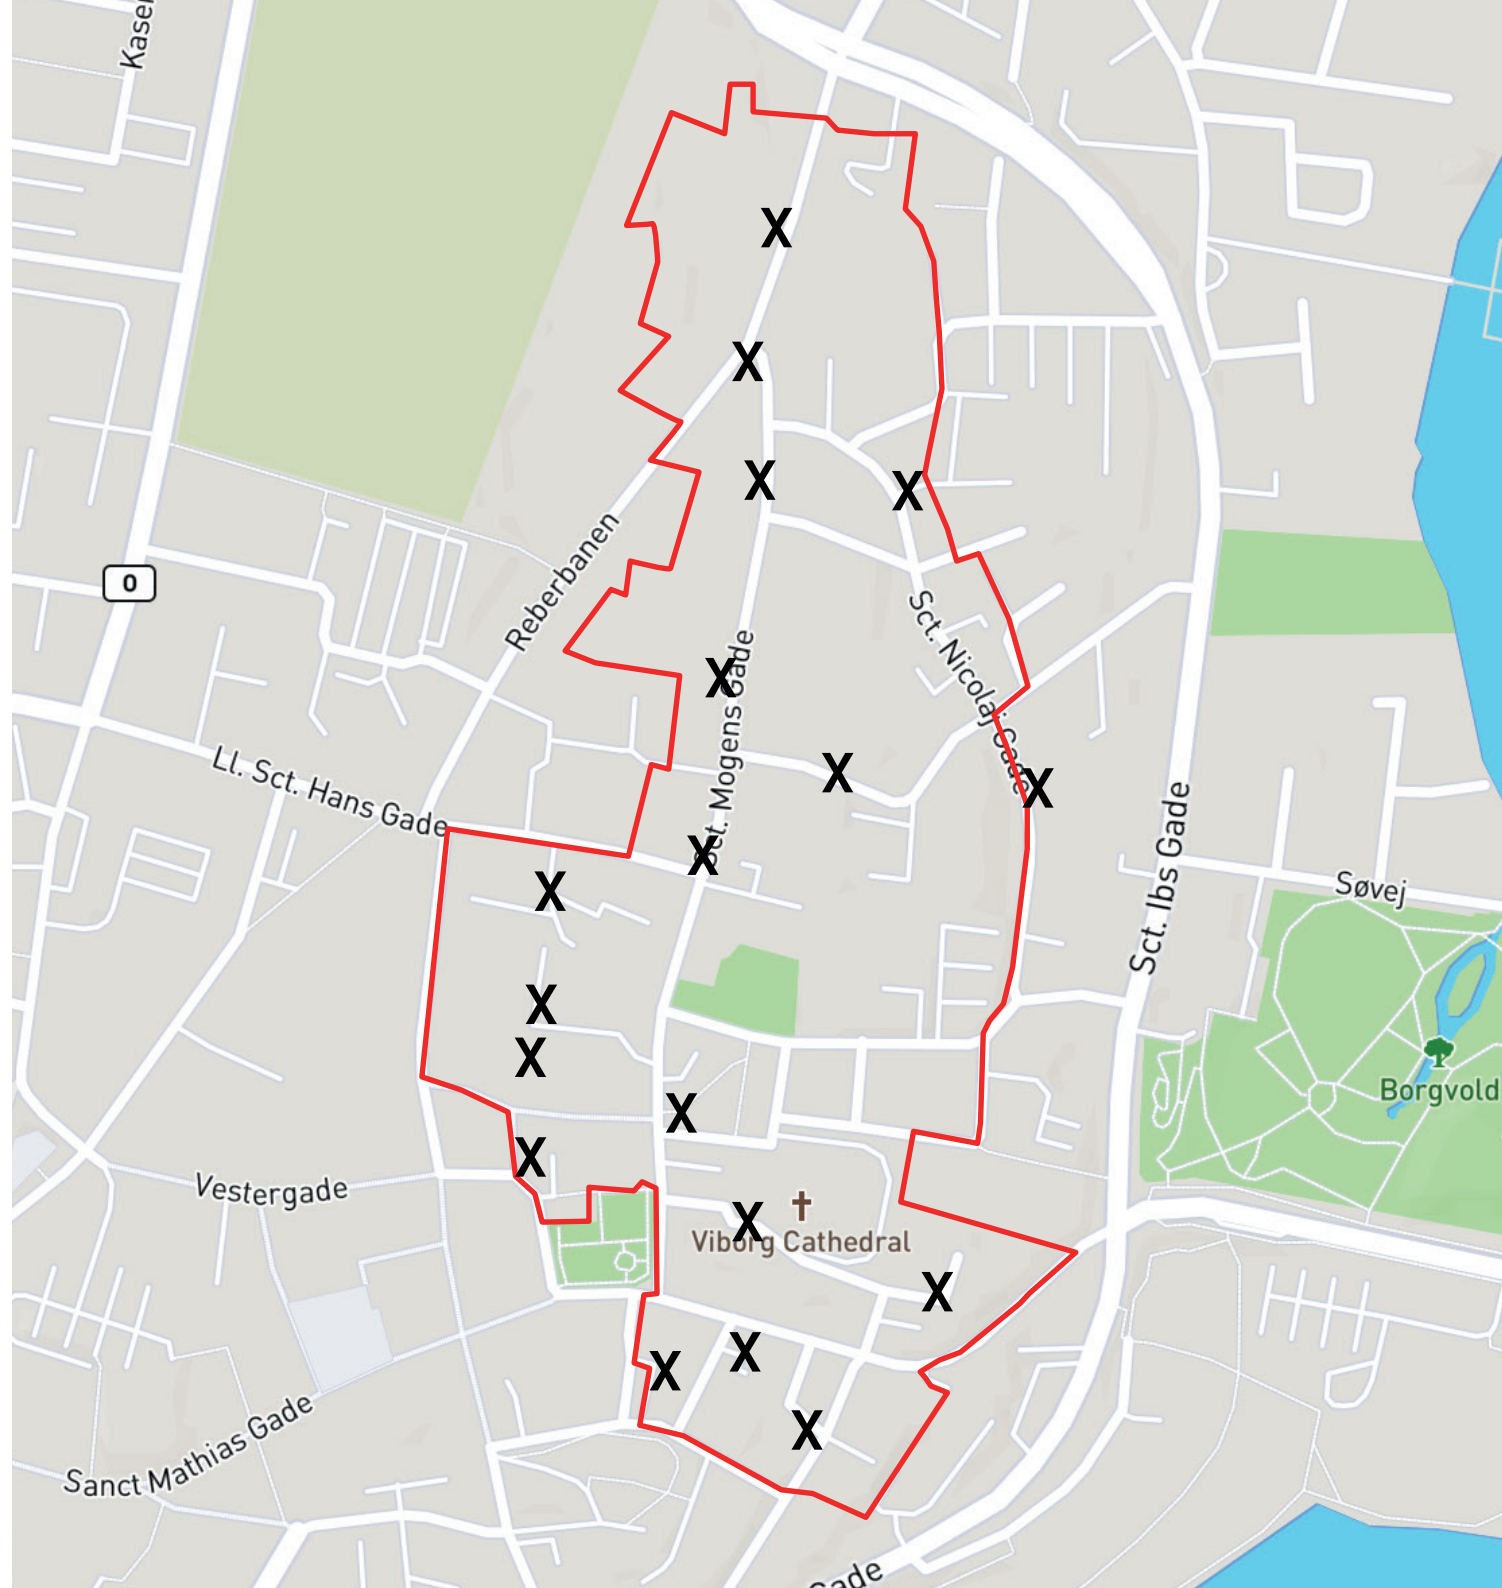 Kaser
X
X
X
X
0
Reberbanen
Sct. Nicolaj Gade
X
Sct. Mogens Gade
Ll. Sct. Hans Gade
X
X
X
Sct. Ibs Gade
X
Søvej
X
X
Borgvold
X
X
Vestergade
X
Viborg Cathedral
X
X
X
X
Sanct Mathias Gade
Gade